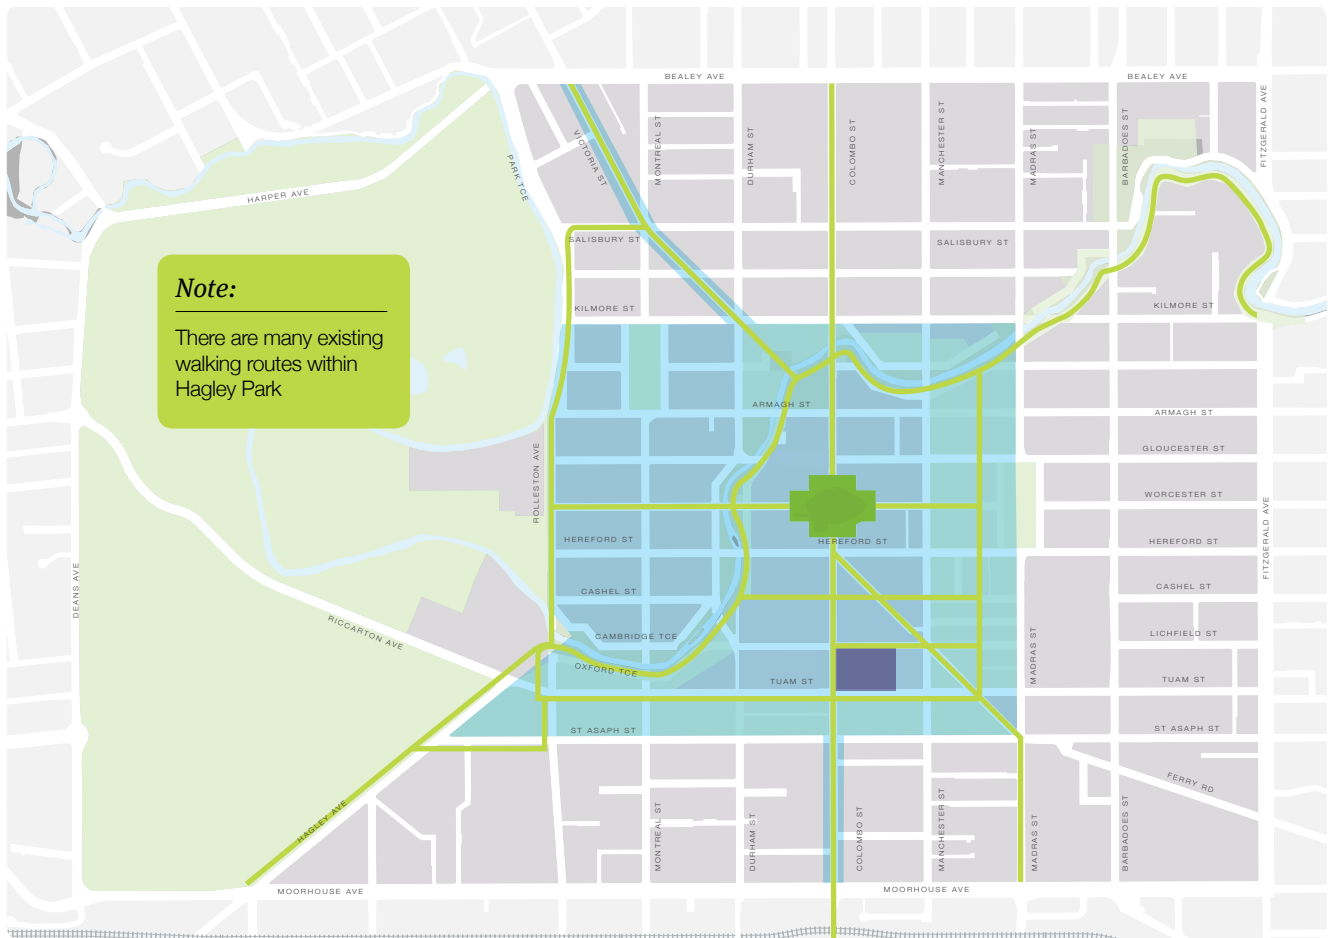 BEALEY AVE
BEALEY AVE
FITZGERALD AVE
VICTORIA ST
MONTREAL ST
DURHAM ST
COLOMBO ST
MANCHESTER ST
MADRAS ST
BARBADOES ST
PARK TCE
HARPER AVE
SALISBURY ST
SALISBURY ST
Note:
There are many existing
walking routes within
Hagley Park
KILMORE ST
KILMORE ST
ARMAGH ST
ARMAGH ST
GLOUCESTER ST
ROLLESTON AVE
WORCESTER ST
FITZGERALD AVE
HEREFORD ST
HEREFORD ST
HEREFORD ST
DEANS AVE
CASHEL ST
CASHEL ST
RICCARTON AVE
CAMBRIDGE TCE
LICHFIELD ST
MADRAS ST
OXFORD TCE
TUAM ST
TUAM ST
ST ASAPH ST
ST ASAPH ST
FERRY RD
HAGLEY AVE
MONTREAL ST
DURHAM ST
COLOMBO ST
MANCHESTER ST
MADRAS ST
BARBADOES ST
MOORHOUSE AVE
MOORHOUSE AVE